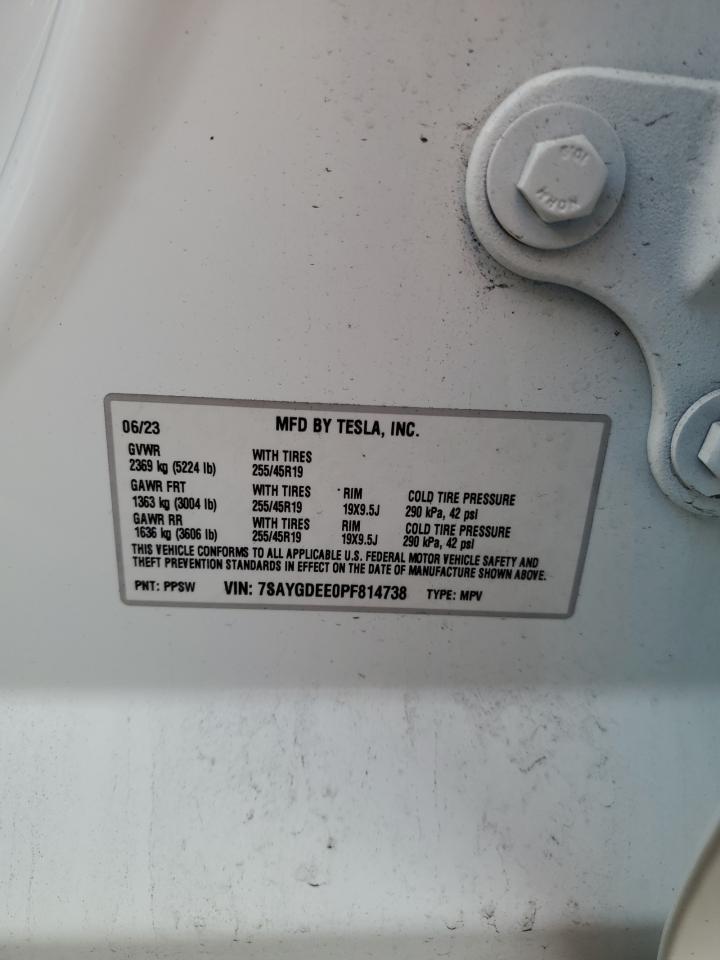 06/23 MFD BY TESLA, INC.
GVWR WITH TIRES
2369 kg (5224 lb) 255/45R19
GAWR FRT WITH TIRES RIM COLD TIRE PRESSURE
1363 kg (3004 lb) 255/45R19 19X9.5J 290 kPa, 42 psi
GAWR RR WITH TIRES RIM COLD TIRE PRESSURE
1636 kg (3606 lb) 255/45R19 19X9.5J 290 kPa, 42 psi
THIS VEHICLE CONFORMS TO ALL APPLICABLE U.S. FEDERAL MOTOR VEHICLE SAFETY AND
THEFT PREVENTION STANDARDS IN EFFECT ON THE DATE OF MANUFACTURE SHOWN ABOVE.
PNT: PPSW VIN: 7SAYGDEE0PF814738 TYPE: MPV